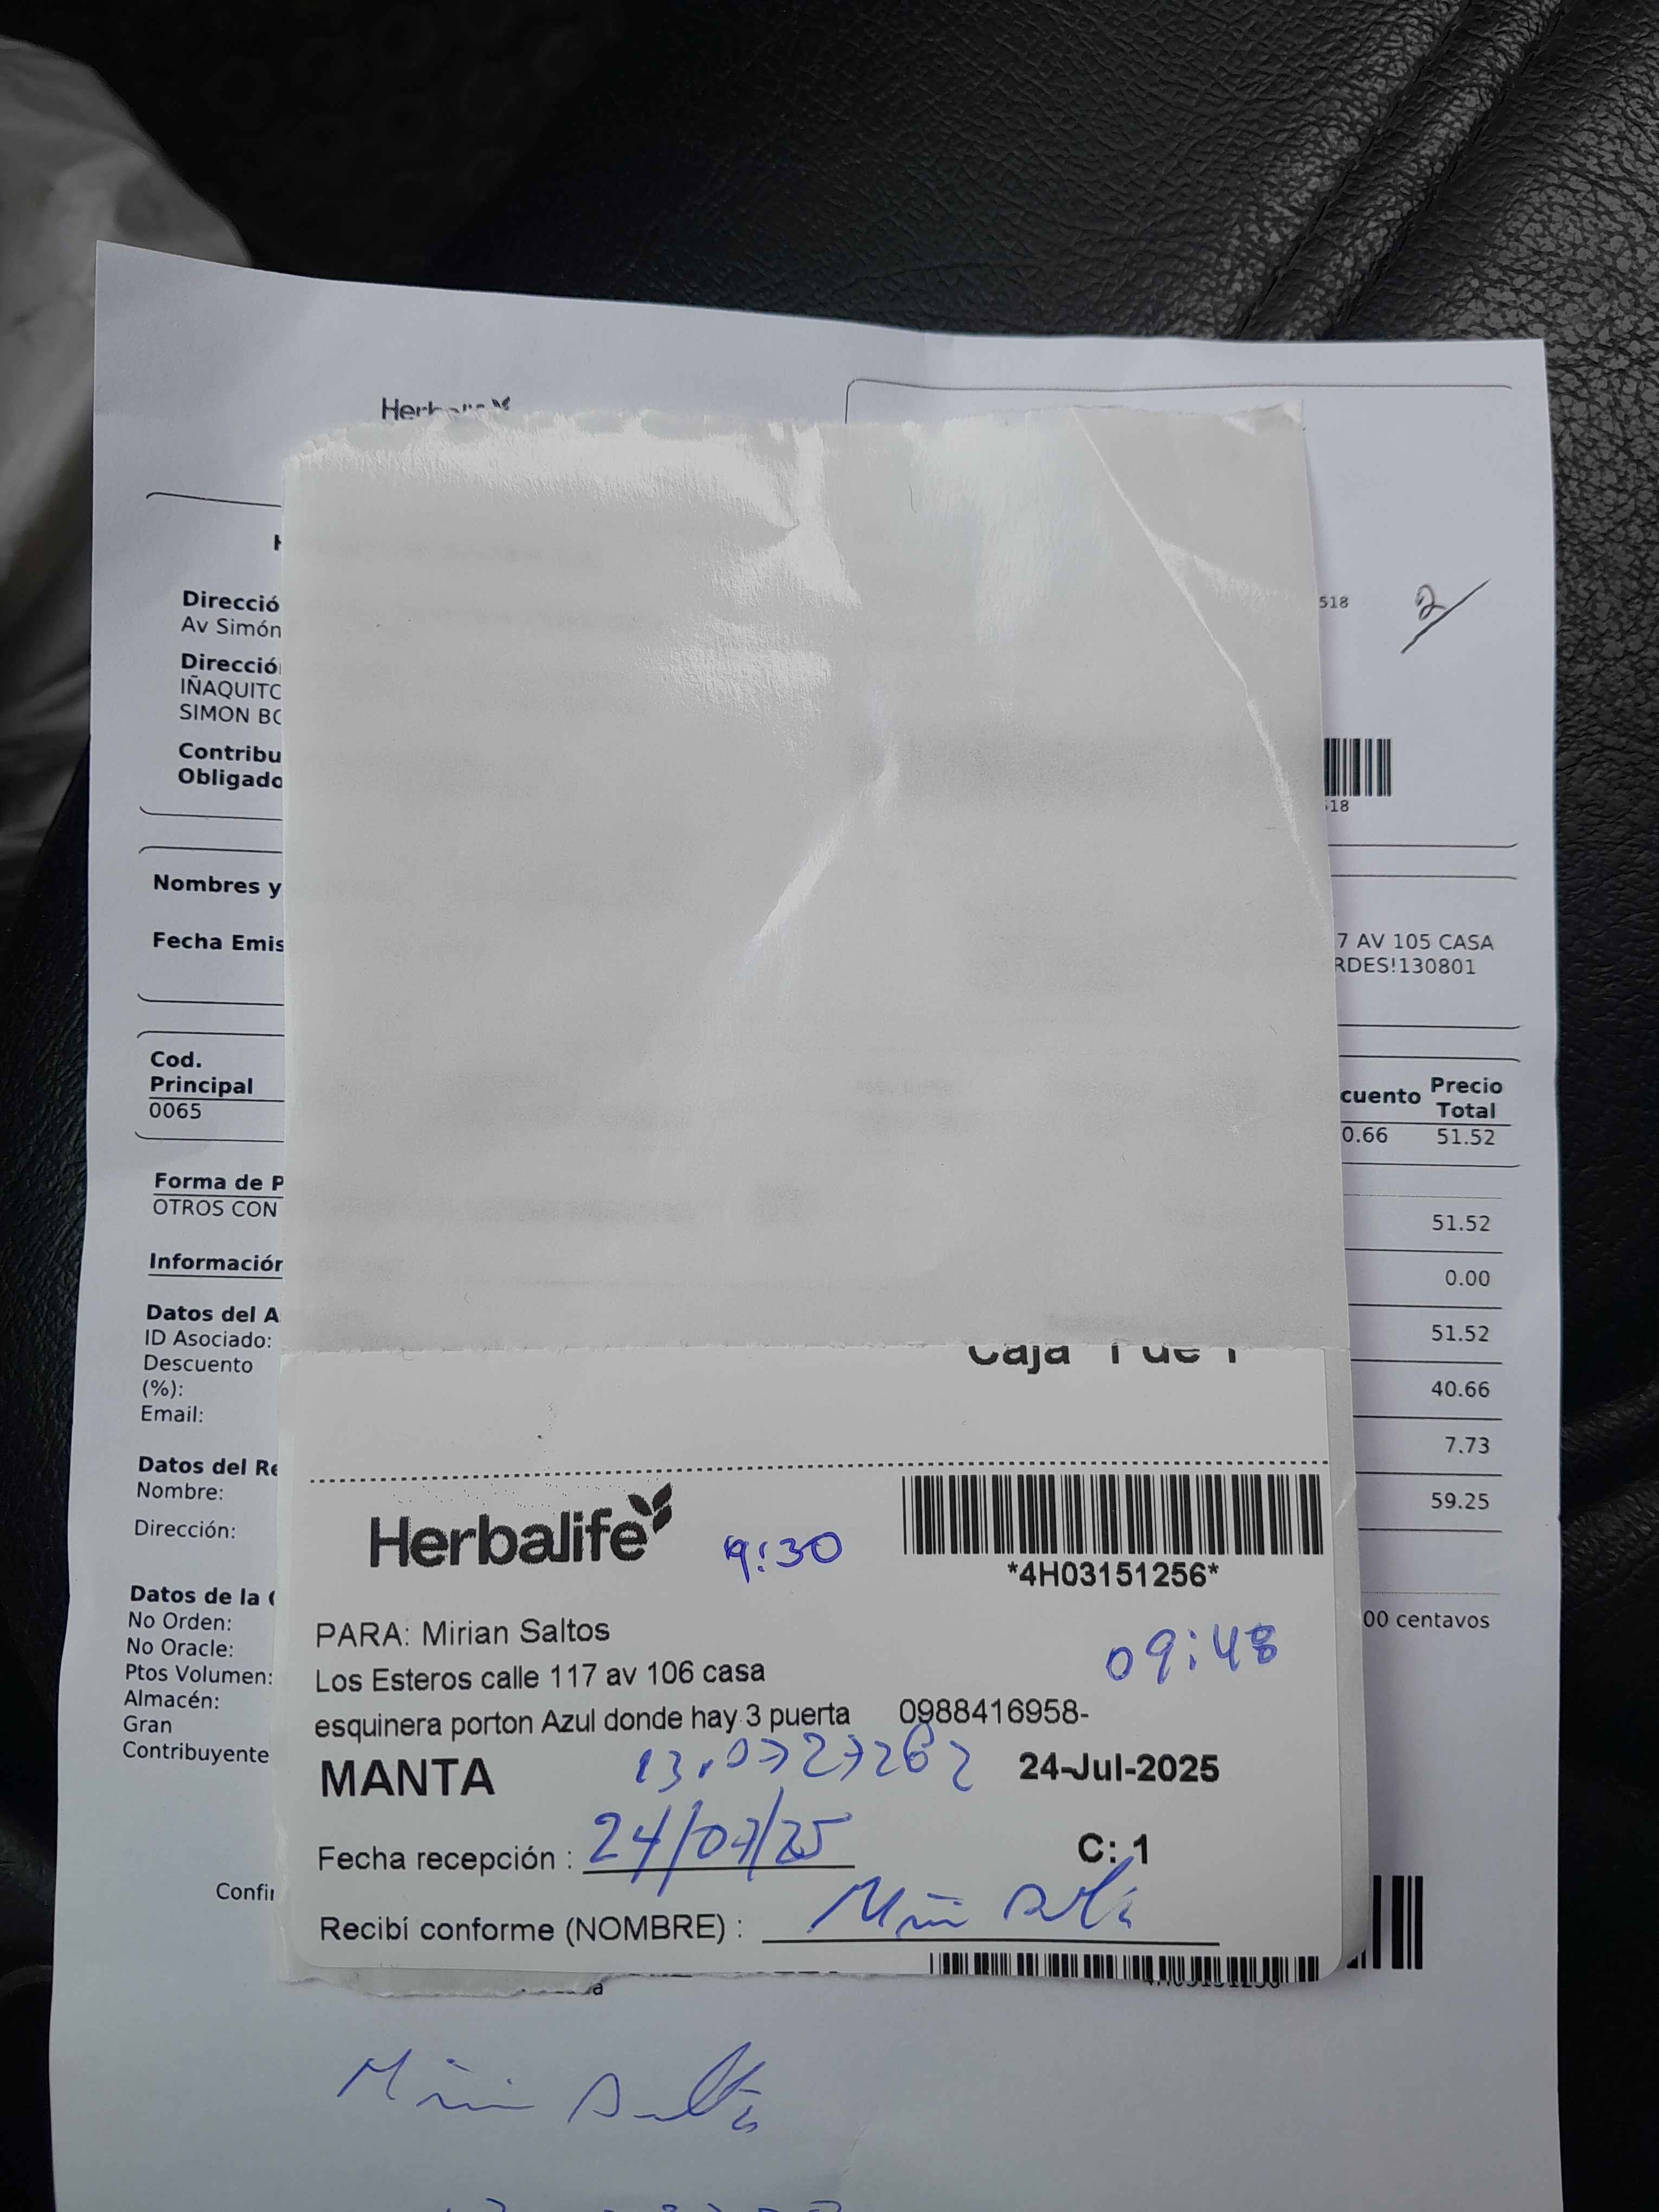 Herbalife
518
2
Direcció
Av Simón
Direcció
IÑAQUITO
SIMON BO
Contribu
Obligado
18
Nombres y
Fecha Emis
7 AV 105 CASA
RDES!130801
Cod.
Principal
cuento
Precio
Total
0065
0.66 51.52
Forma de P
OTROS CON
51.52
Información
0.00
Datos del A
ID Asociado:
51.52
Descuento
(%):
40.66
Email:
7.73
Datos del Re
Nombre:
59.25
Dirección:
Datos de la
No Orden:
00 centavos
No Oracle:
Ptos Volumen:
Almacén:
Gran
Contribuyente
Confir
Caja 1 de 1
Herbalife
9:30
*4H03151256*
PARA: Mirian Saltos
09:48
Los Esteros calle 117 av 106 casa
esquinera porton Azul donde hay 3 puerta 0988416958-
MANTA
24-Jul-2025
Fecha recepción : 24/07/25
C: 1
Recibí conforme (NOMBRE) :